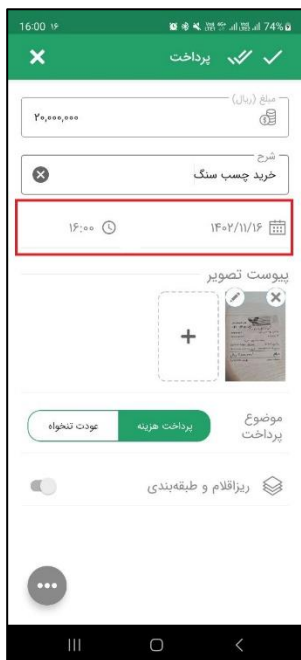 16:00 ۱۶ 74%
پرداخت
مبلغ (ریال)
۲۰,۰۰۰,۰۰۰
شرح
خرید چسب سنگ
۱۴۰۲/۱۱/۱۶ ۱۶:۰۰
پیوست تصویر
موضوع
پرداخت
پرداخت هزینه عودت تنخواه
ریزاقلام و طبقه‌بندی